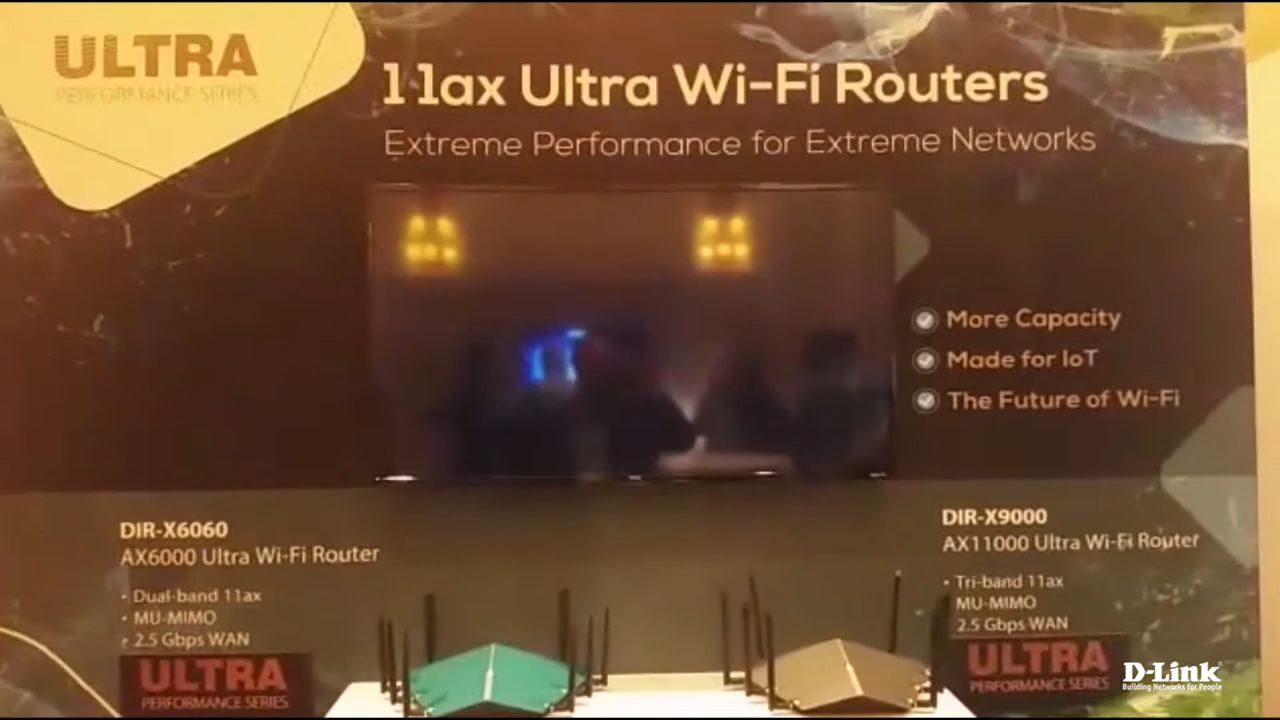 ULTRA
PERFORMANCE SERIES
11ax Ultra Wi-Fi Routers
Extreme Performance for Extreme Networks
More Capacity
Made for IoT
The Future of Wi-Fi
DIR-X6060
AX6000 Ultra Wi-Fi Router
• Dual-band 11ax
• MU-MIMO
• 2.5 Gbps WAN
ULTRA
PERFORMANCE SERIES
DIR-X9000
AX11000 Ultra Wi-Fi Router
• Tri-band 11ax
MU-MIMO
2.5 Gbps WAN
ULTRA
PERFORMANCE SERIES
D-Link
Building Networks for People